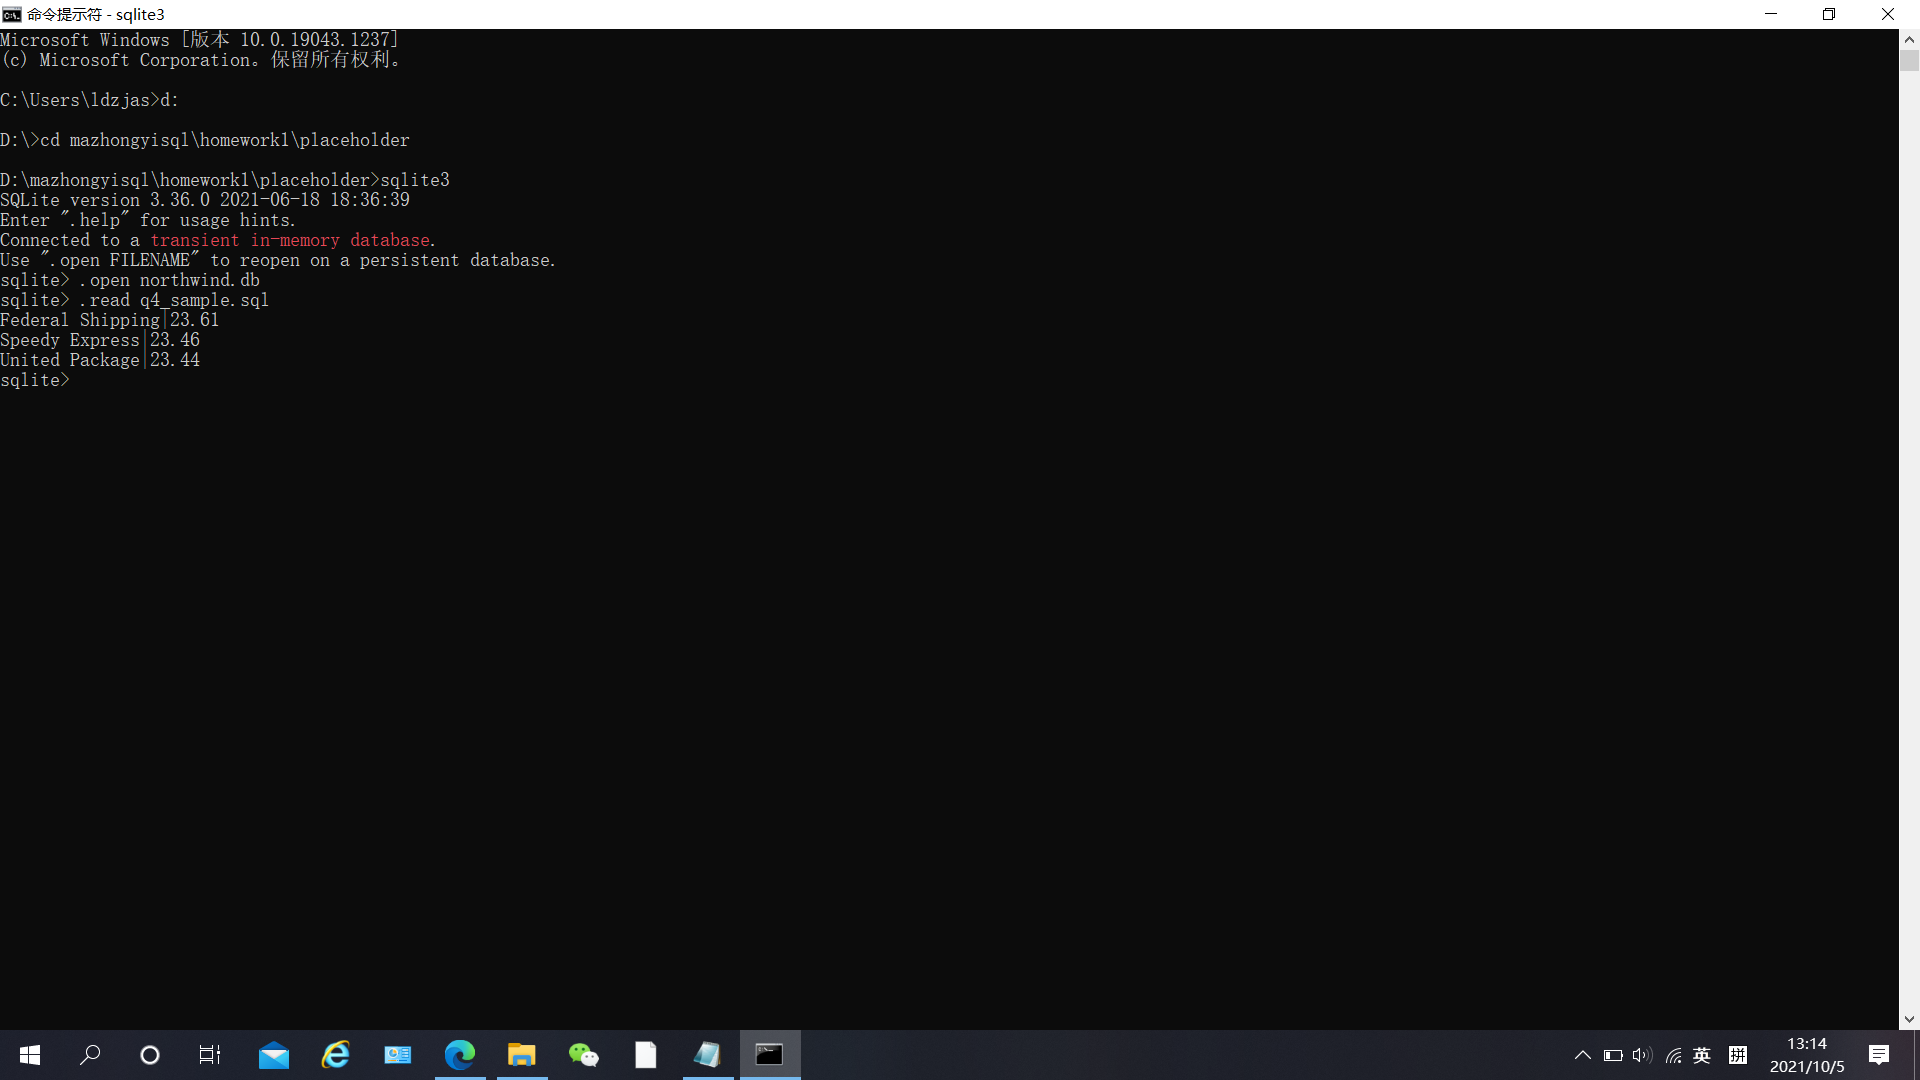 命令提示符 - sqlite3
Microsoft Windows [版本 10.0.19043.1237]
(c) Microsoft Corporation。保留所有权利。
C:\Users\ldzjas>d:
D:\>cd mazhongyisql\homework1\placeholder
D:\mazhongyisql\homework1\placeholder>sqlite3
SQLite version 3.36.0 2021-06-18 18:36:39
Enter ".help" for usage hints.
Connected to a transient in-memory database.
Use ".open FILENAME" to reopen on a persistent database.
sqlite> .open northwind.db
sqlite> .read q4_sample.sql
Federal Shipping|23.61
Speedy Express|23.46
United Package|23.44
sqlite>
英
拼
13:14
2021/10/5